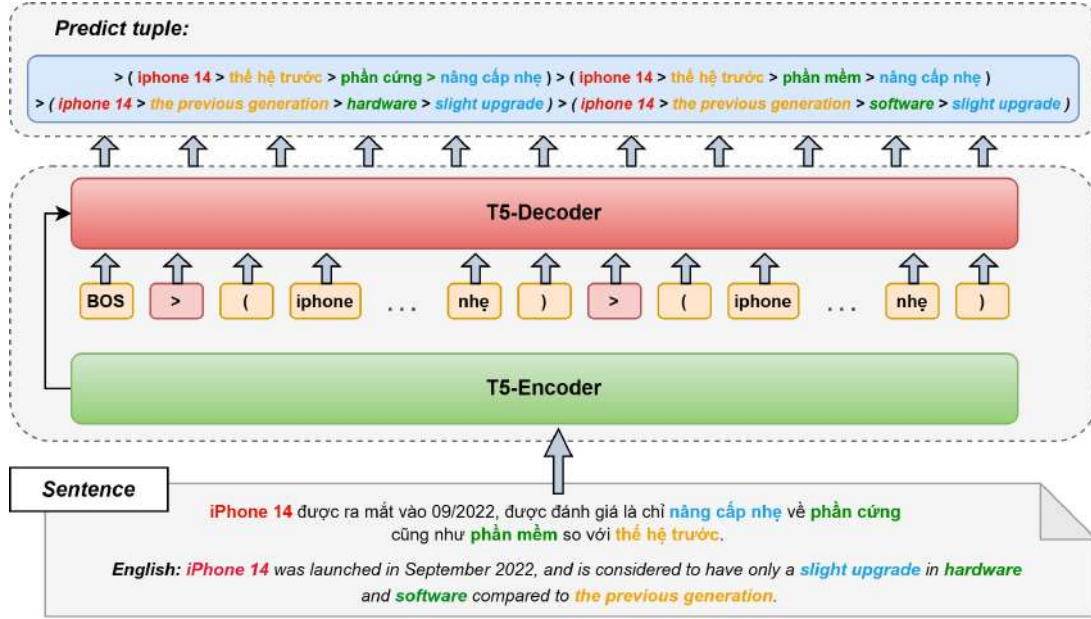 Predict tuple:
> ( iphone 14 > thế hệ trước > phần cứng > nâng cấp nhẹ ) > ( iphone 14 > thế hệ trước > phần mềm > nâng cấp nhẹ )
> ( iphone 14 > the previous generation > hardware > slight upgrade ) > ( iphone 14 > the previous generation > software > slight upgrade )
T5-Decoder
BOS > ( iphone ... nhẹ ) > ( iphone ... nhẹ )
T5-Encoder
Sentence
iPhone 14 được ra mắt vào 09/2022, được đánh giá là chỉ nâng cấp nhẹ về phần cứng
cũng như phần mềm so với thế hệ trước.
English: iPhone 14 was launched in September 2022, and is considered to have only a slight upgrade in hardware
and software compared to the previous generation.